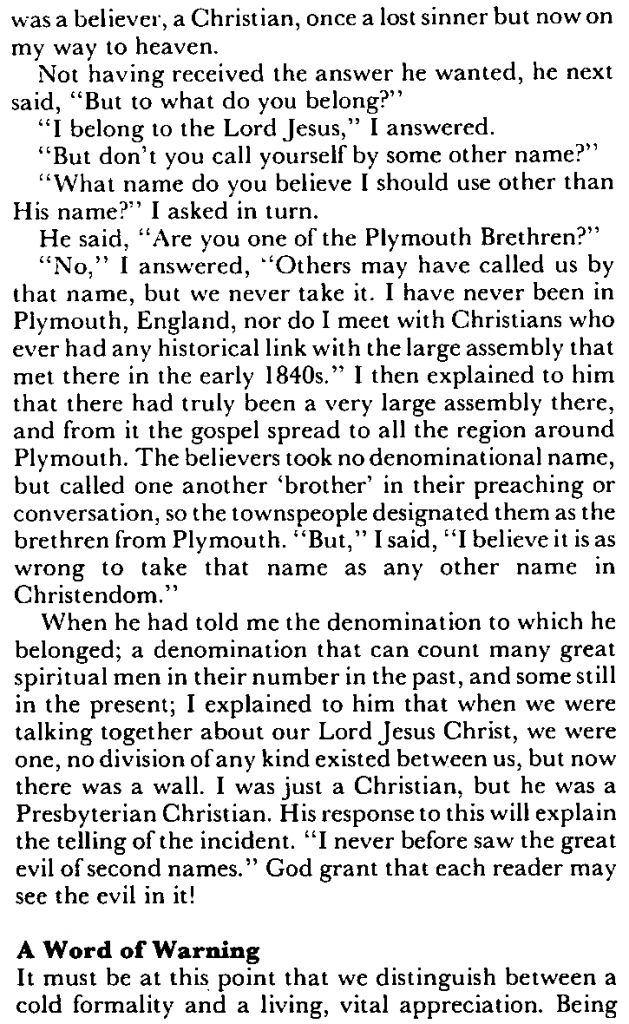 was a believer, a Christian, once a lost sinner but now on
my way to heaven.
Not having received the answer he wanted, he next
said, “But to what do you belong?”
“I belong to the Lord Jesus,” I answered.
“But don’t you call yourself by some other name?”
“What name do you believe I should use other than
His name?” I asked in turn.
He said, “Are you one of the Plymouth Brethren?”
“No,” I answered, “Others may have called us by
that name, but we never take it. I have never been in
Plymouth, England, nor do I meet with Christians who
ever had any historical link with the large assembly that
met there in the early 1840s.” I then explained to him
that there had truly been a very large assembly there,
and from it the gospel spread to all the region around
Plymouth. The believers took no denominational name,
but called one another ‘brother’ in their preaching or
conversation, so the townspeople designated them as the
brethren from Plymouth. “But,” I said, “I believe it is as
wrong to take that name as any other name in
Christendom.”
When he had told me the denomination to which he
belonged; a denomination that can count many great
spiritual men in their number in the past, and some still
in the present; I explained to him that when we were
talking together about our Lord Jesus Christ, we were
one, no division of any kind existed between us, but now
there was a wall. I was just a Christian, but he was a
Presbyterian Christian. His response to this will explain
the telling of the incident. “I never before saw the great
evil of second names.” God grant that each reader may
see the evil in it!
A Word of Warning
It must be at this point that we distinguish between a
cold formality and a living, vital appreciation. Being